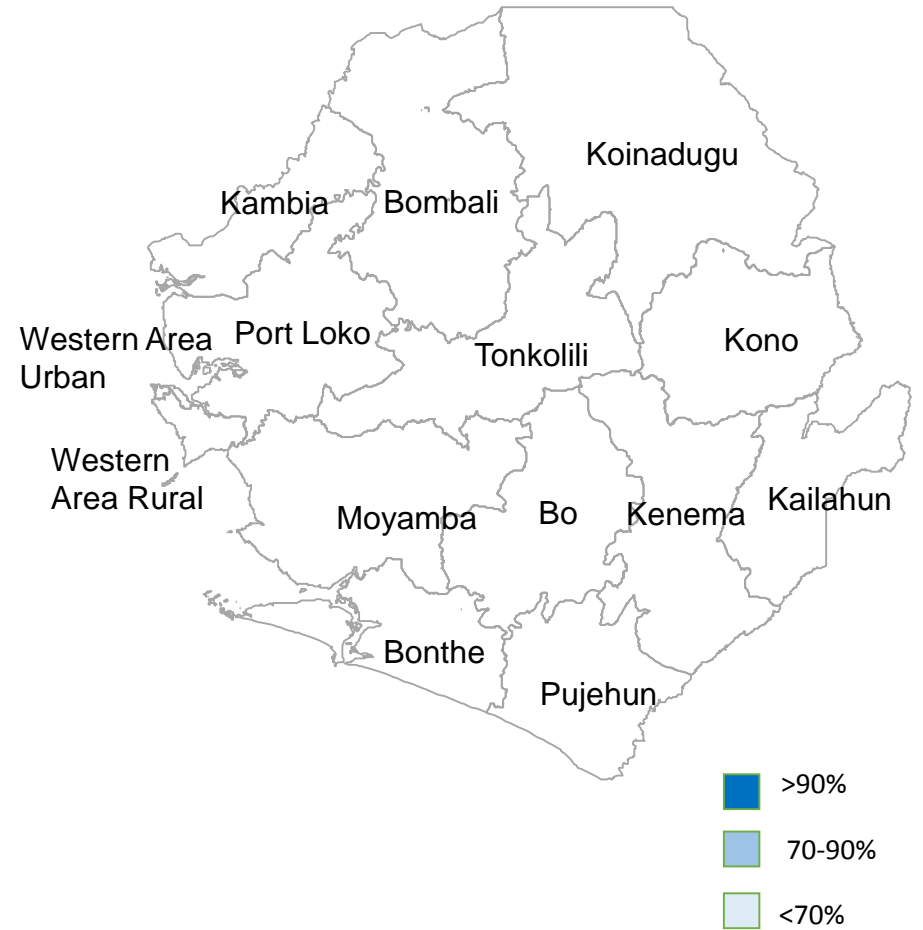 Koinadugu
Kambia
Bombali
Western Area
Urban
Port Loko
Tonkolili
Kono
Western
Area Rural
Moyamba
Bo
Kenema
Kailahun
Bonthe
Pujehun
>90%
70-90%
<70%